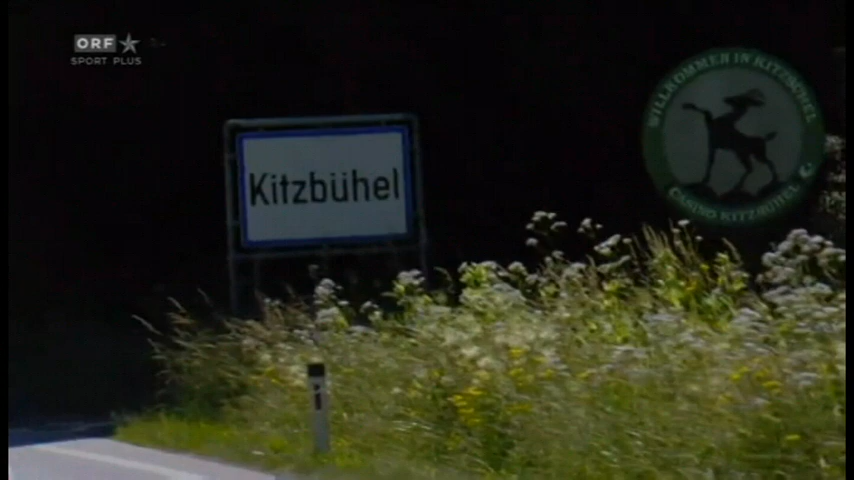 ORF
SPORT PLUS
Kitzbühel
WILLKOMMEN IN KITZBÜHEL
CASINO KITZBÜHEL